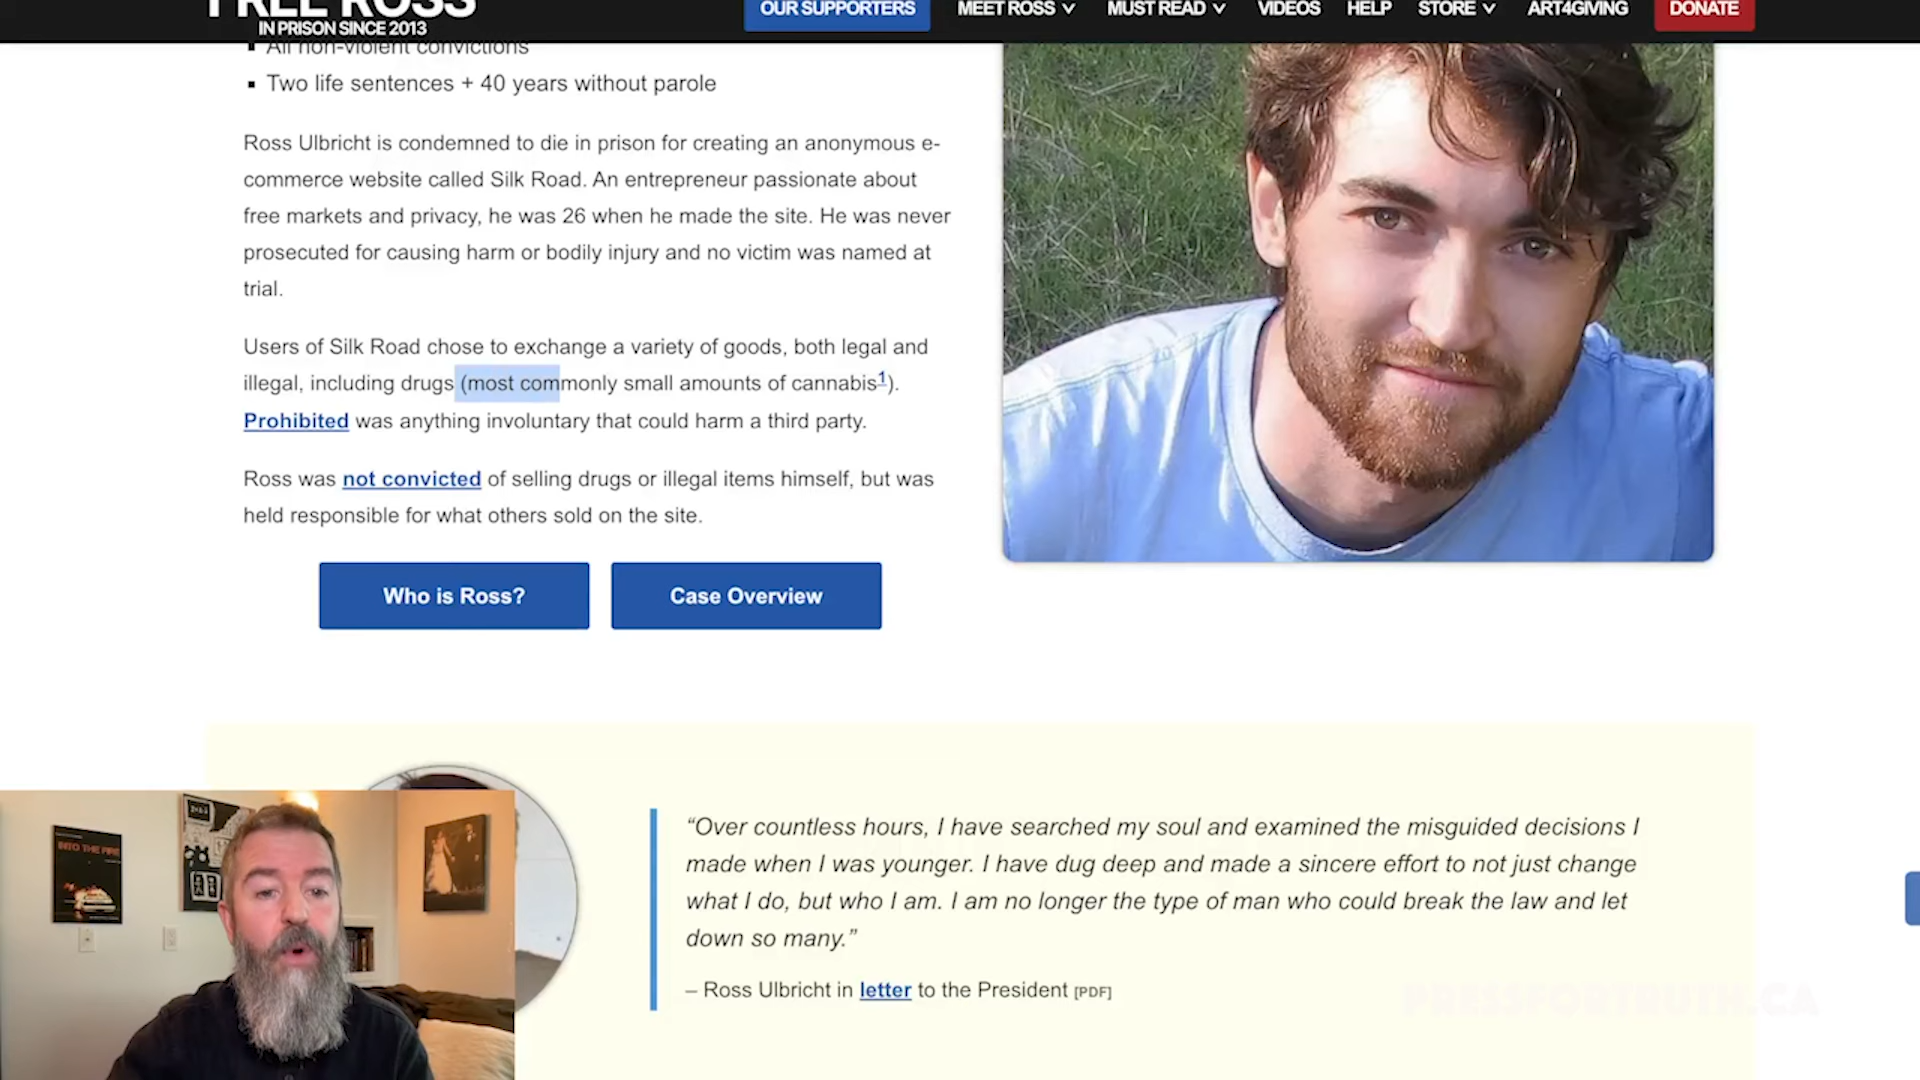 FREE ROSS
IN PRISON SINCE 2013
OUR SUPPORTERS
MEET ROSS
MUST READ
VIDEOS
HELP
STORE
ART4GIVING
DONATE
All non-violent convictions
Two life sentences + 40 years without parole
Ross Ulbricht is condemned to die in prison for creating an anonymous e-
commerce website called Silk Road. An entrepreneur passionate about
free markets and privacy, he was 26 when he made the site. He was never
prosecuted for causing harm or bodily injury and no victim was named at
trial.
Users of Silk Road chose to exchange a variety of goods, both legal and
illegal, including drugs (most commonly small amounts of cannabis1).
Prohibited was anything involuntary that could harm a third party.
Ross was not convicted of selling drugs or illegal items himself, but was
held responsible for what others sold on the site.
Who is Ross?
Case Overview
INTO THE FIRE
“Over countless hours, I have searched my soul and examined the misguided decisions I
made when I was younger. I have dug deep and made a sincere effort to not just change
what I do, but who I am. I am no longer the type of man who could break the law and let
down so many.”
– Ross Ulbricht in letter to the President [PDF]
PRESSFORTRUTH.CA